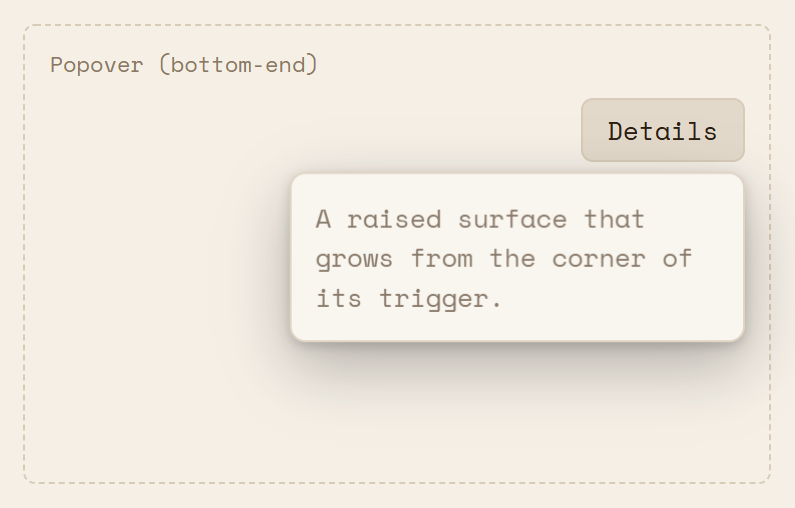 Popover (bottom-end)
Details
A raised surface that
grows from the corner of
its trigger.